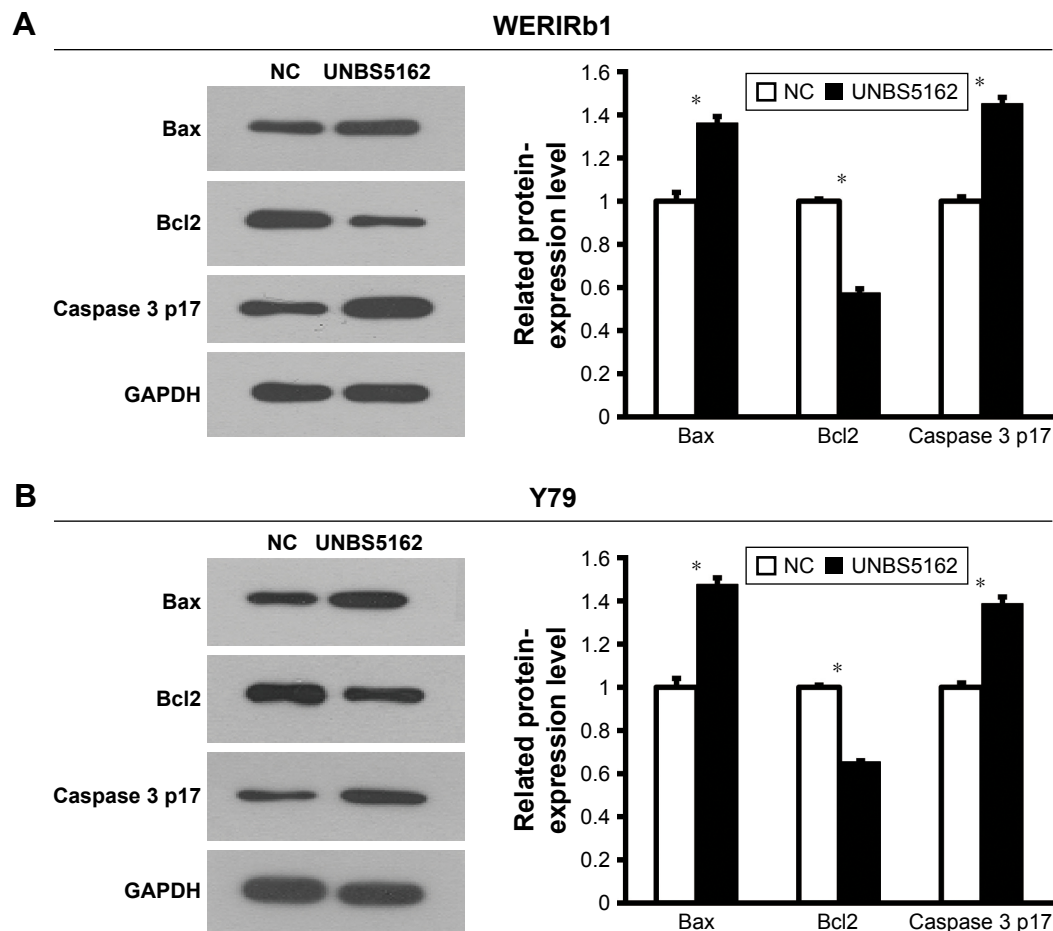 A
WERIRb1
NC UNBS5162
Bax
Bcl2
Caspase 3 p17
GAPDH
Related protein-
expression level
1.6
1.4
1.2
1
0.8
0.6
0.4
0.2
0
NC UNBS5162
*
*
*
Bax Bcl2 Caspase 3 p17
B
Y79
NC UNBS5162
Bax
Bcl2
Caspase 3 p17
GAPDH
Related protein-
expression level
1.6
1.4
1.2
1
0.8
0.6
0.4
0.2
0
NC UNBS5162
*
*
*
Bax Bcl2 Caspase 3 p17